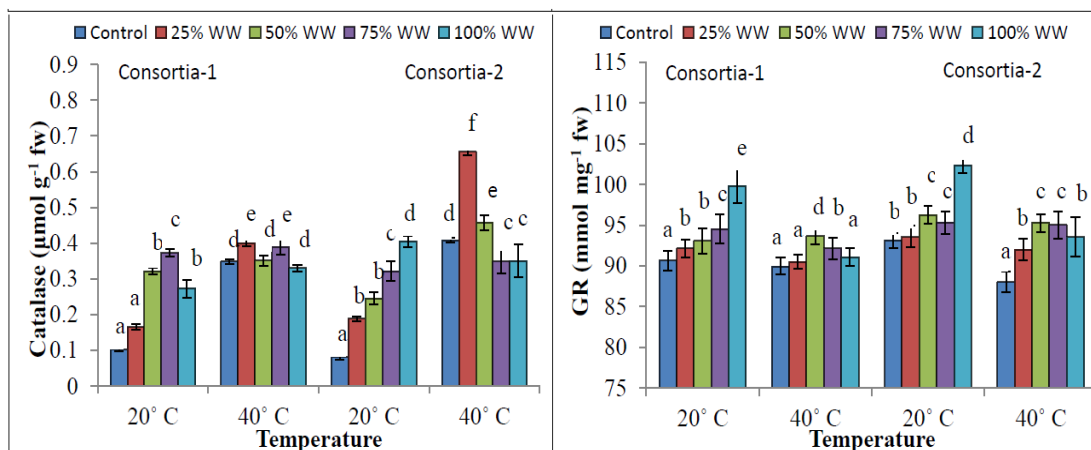 Control 25% WW 50% WW 75% WW 100% WW
Consortia-1 Consortia-2
Catalase (µmol g-1 fw)
0.9
0.8
0.7
0.6
0.5
0.4
0.3
0.2
0.1
0
a a b c b
d e d e d
a b b c d
d f e c c
20° C 40° C 20° C 40° C
Temperature
Control 25% WW 50% WW 75% WW 100% WW
Consortia-1 Consortia-2
GR (nmol mg-1 fw)
115
110
105
100
95
90
85
80
75
a b b c e
a a d b a
b b c c d
a b c c b
20° C 40° C 20° C 40° C
Temperature